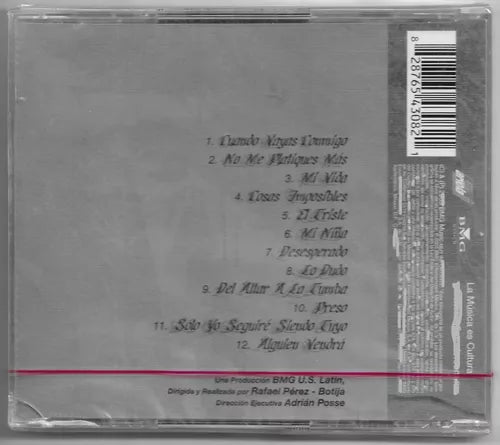 1. Cuando Vayas Conmigo
2. No Me Platiques Más
3. Mi Vida
4. Cosas Imposibles
5. El Triste
6. Mi Niña
7. Desesperado
8. Lo Dudo
9. Del Altar A La Tumba
10. Preso
11. Sólo Yo Seguiré Siendo Tuyo
12. Alguien Vendrá
Una Producción BMG U.S. Latin,
Dirigida y Realizada por Rafael Pérez - Botija
Dirección Ejecutiva Adrián Posse
8 28765 43082 1
BMG
La Música es Cultura